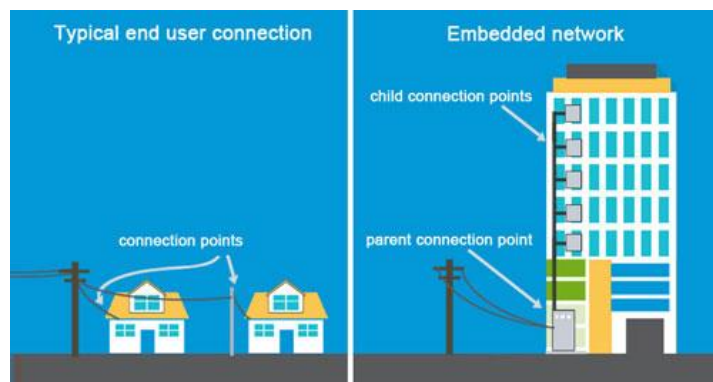 Typical end user connection
Embedded network
child connection points
connection points
parent connection point